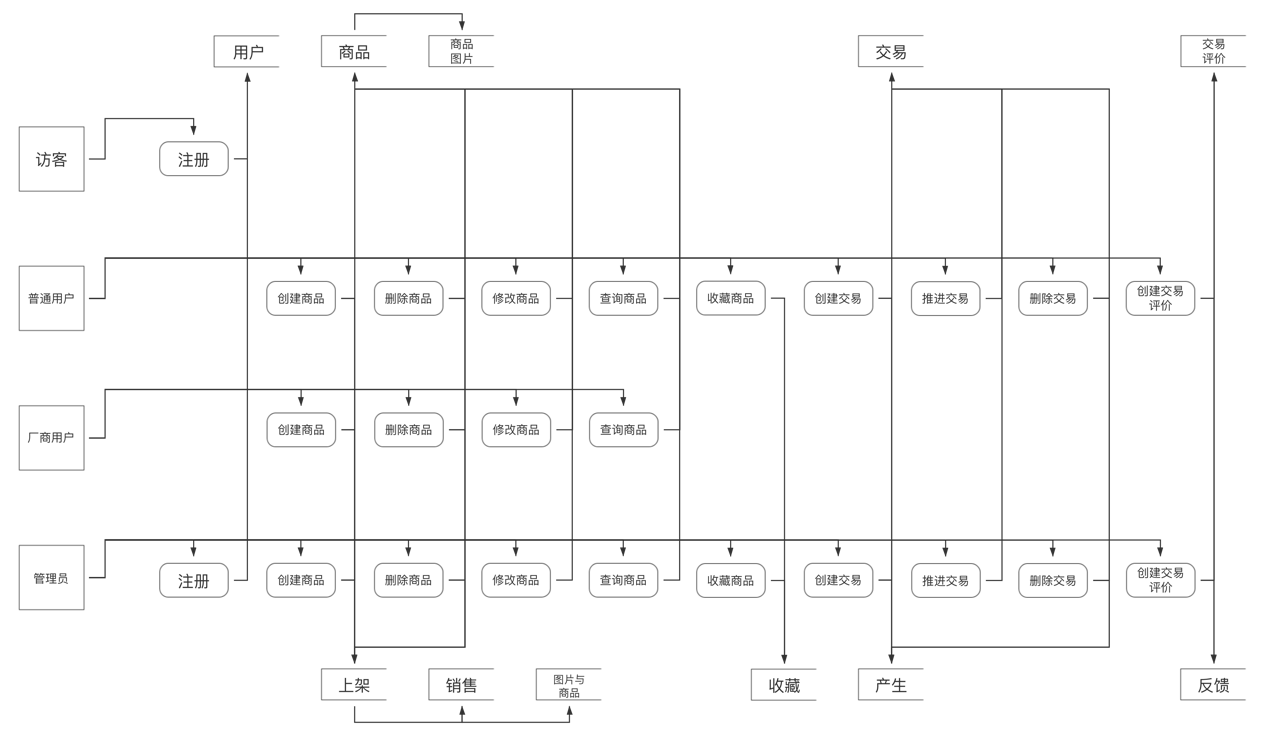 用户
商品
商品
图片
交易
交易
评价
访客
注册
普通用户
创建商品
删除商品
修改商品
查询商品
收藏商品
创建交易
推进交易
删除交易
创建交易
评价
厂商用户
创建商品
删除商品
修改商品
查询商品
管理员
注册
创建商品
删除商品
修改商品
查询商品
收藏商品
创建交易
推进交易
删除交易
创建交易
评价
上架
销售
图片与
商品
收藏
产生
反馈